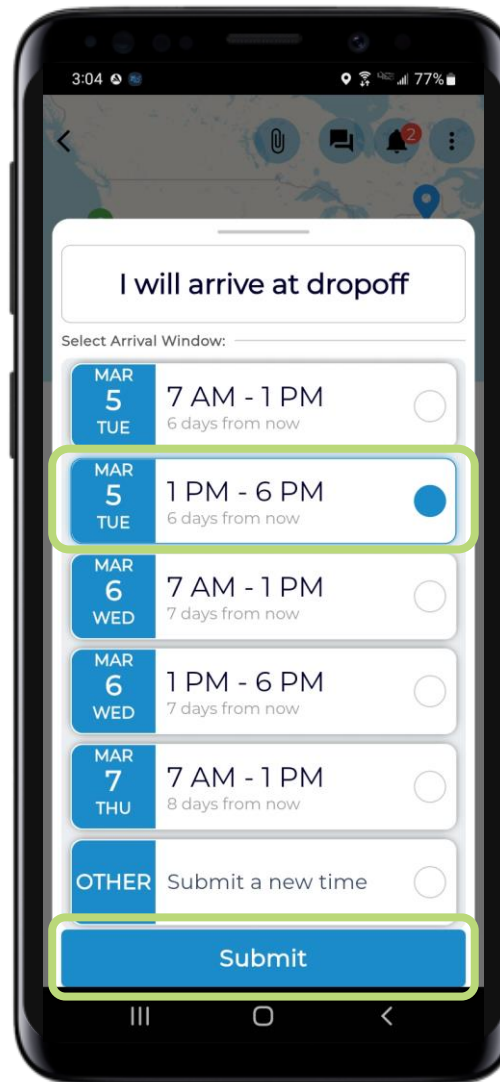 3:04
77%
2
I will arrive at dropoff
Select Arrival Window:
MAR
5
TUE
7 AM - 1 PM
6 days from now
MAR
5
TUE
1 PM - 6 PM
6 days from now
MAR
6
WED
7 AM - 1 PM
7 days from now
MAR
6
WED
1 PM - 6 PM
7 days from now
MAR
7
THU
7 AM - 1 PM
8 days from now
OTHER
Submit a new time
Submit